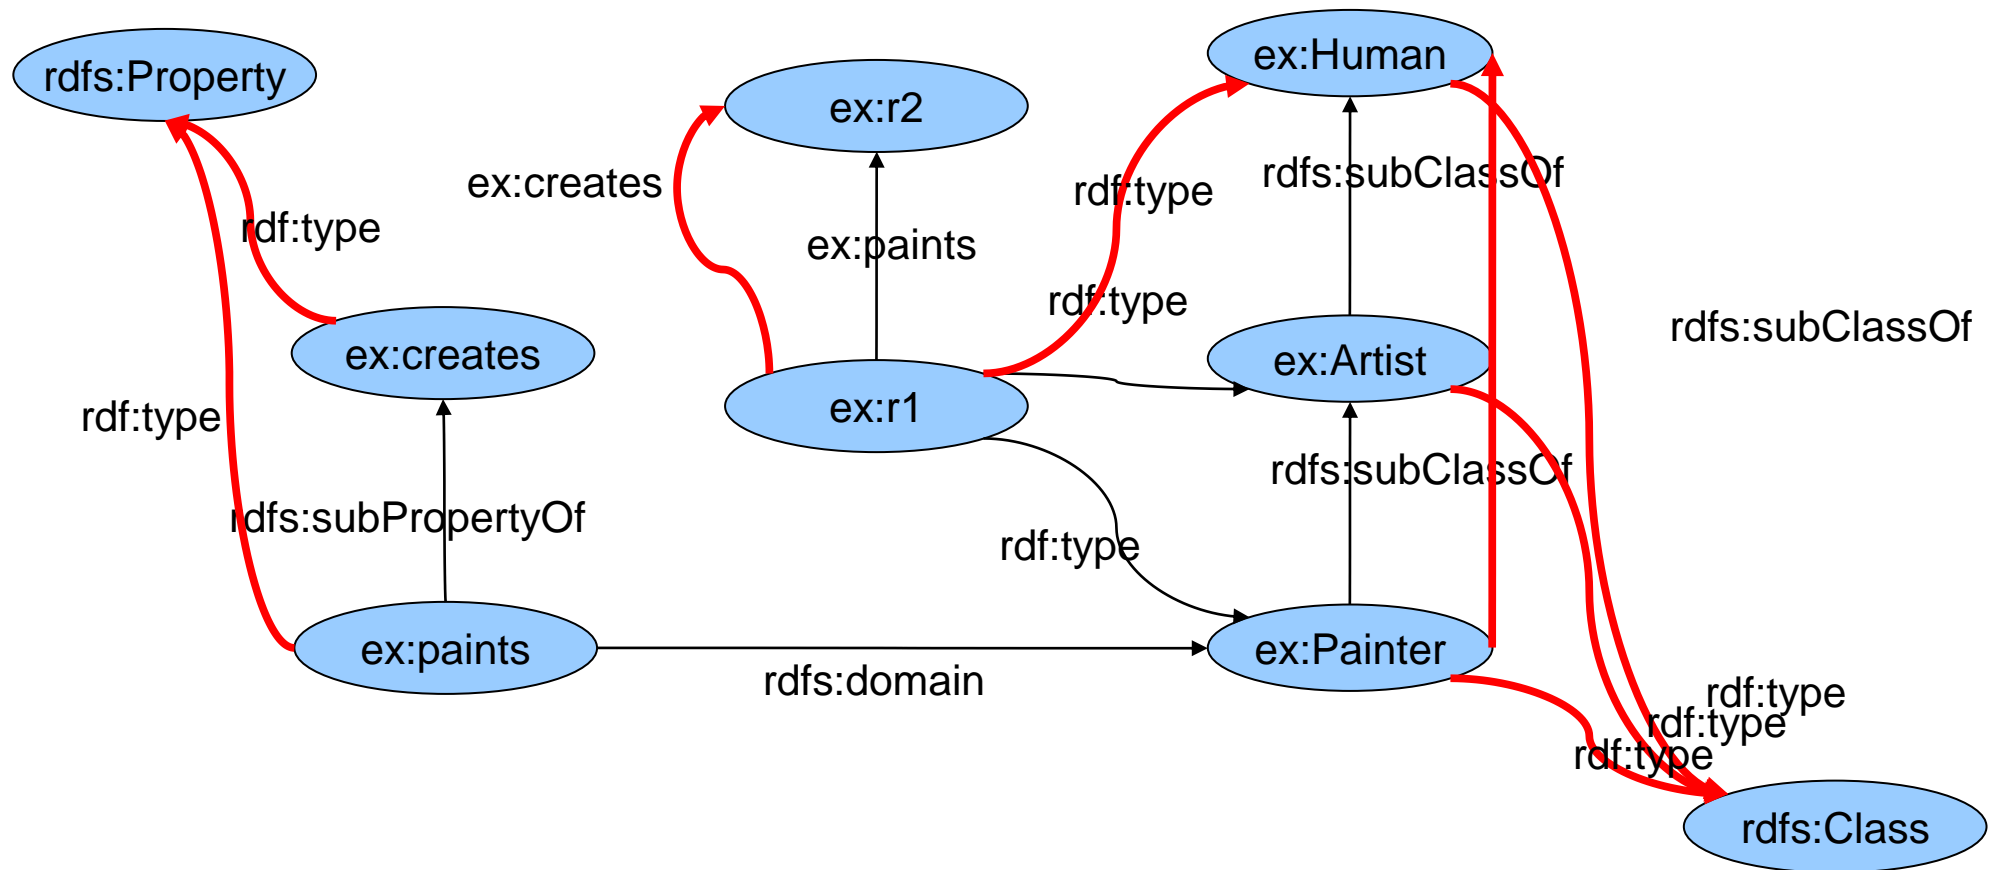 ex:Human
rdfs:Property
ex:r2
rdfs:subClassOf
ex:creates
rdf:type
rdf:type
ex:paints
rdf:type
rdfs:subClassOf
ex:creates
ex:Artist
ex:r1
rdf:type
rdfs:subClassOf
rdfs:subPropertyOf
rdf:type
ex:paints
ex:Painter
rdfs:domain
rdf:type
rdf:type
rdf:type
rdfs:Class